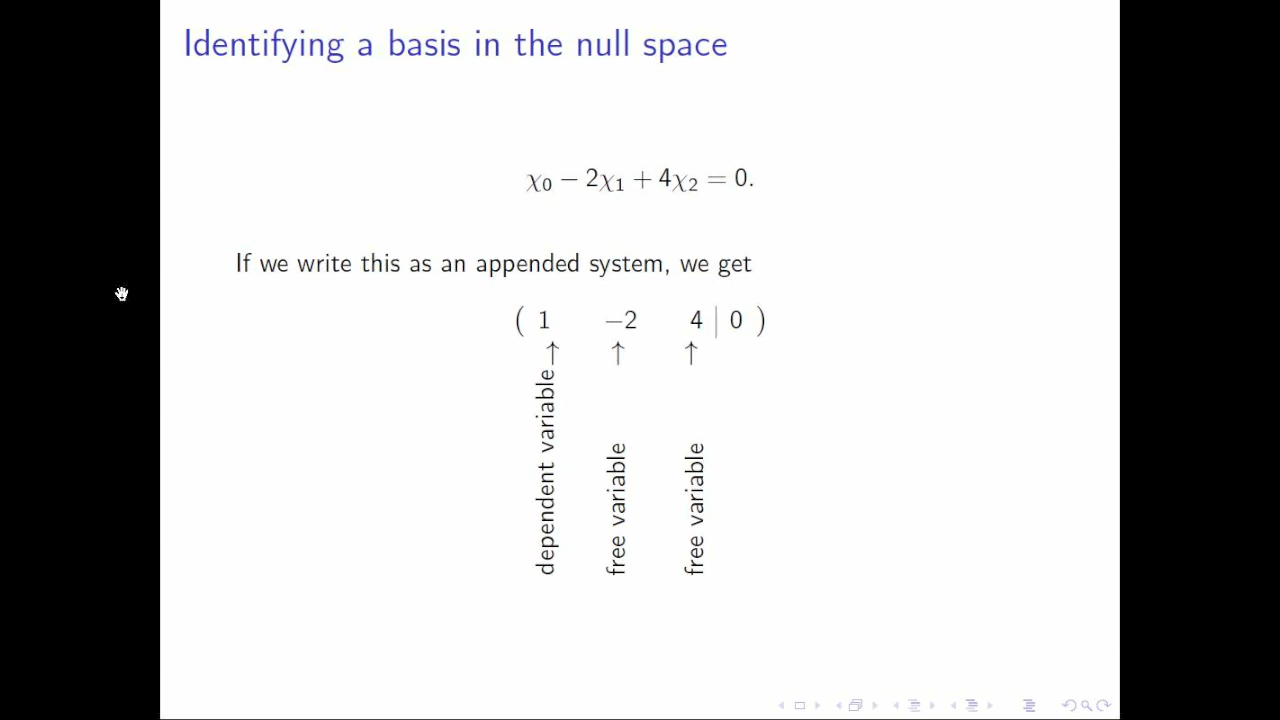 Identifying a basis in the null space
χ₀ − 2χ₁ + 4χ₂ = 0.
If we write this as an appended system, we get
( 1 −2 4 | 0 )
↑ ↑ ↑
dependent variable
free variable
free variable